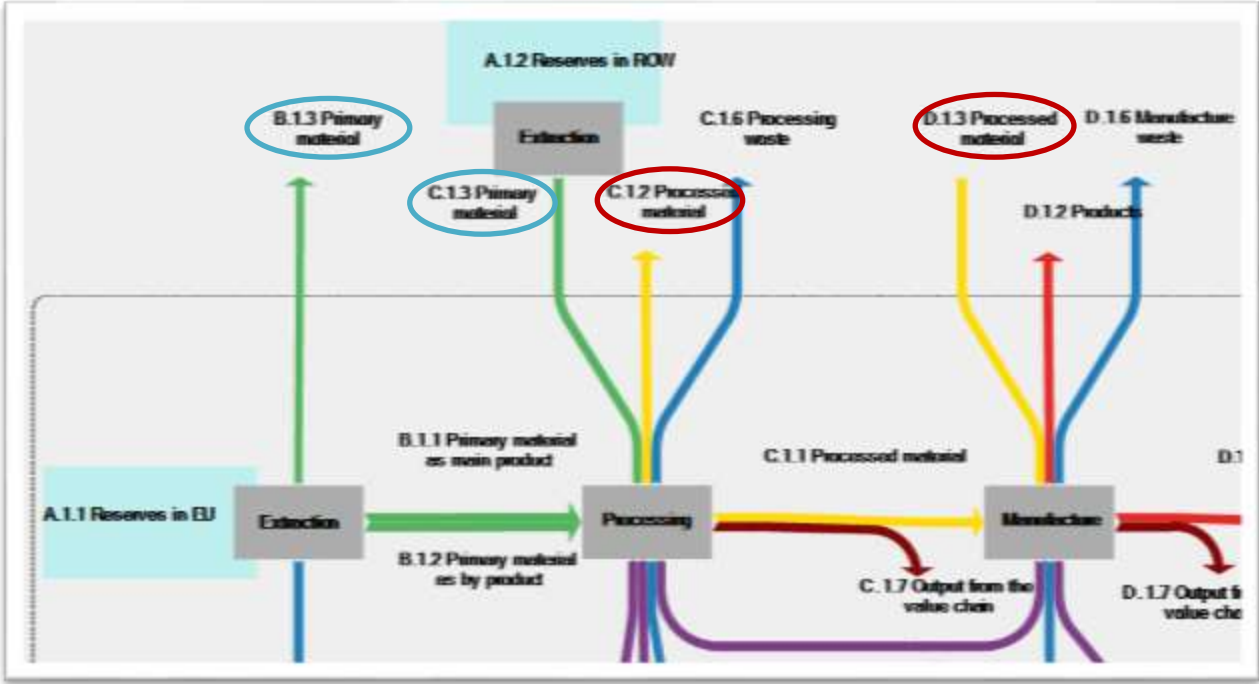 A.1.2 Reserves in ROW
B.1.3 Primary
material
Extraction
C.1.6 Processing
waste
D.1.3 Processed
material
D.1.6 Manufacture
waste
C.1.3 Primary
material
C.1.2 Processed
material
D.1.2 Products
B.1.1 Primary material
as main product
C.1.1 Processed material
D.1
A.1.1 Reserves in EU
Extraction
Processing
Manufacture
B.1.2 Primary material
as by product
C.1.7 Output from the
value chain
D.1.7 Output f
value cha